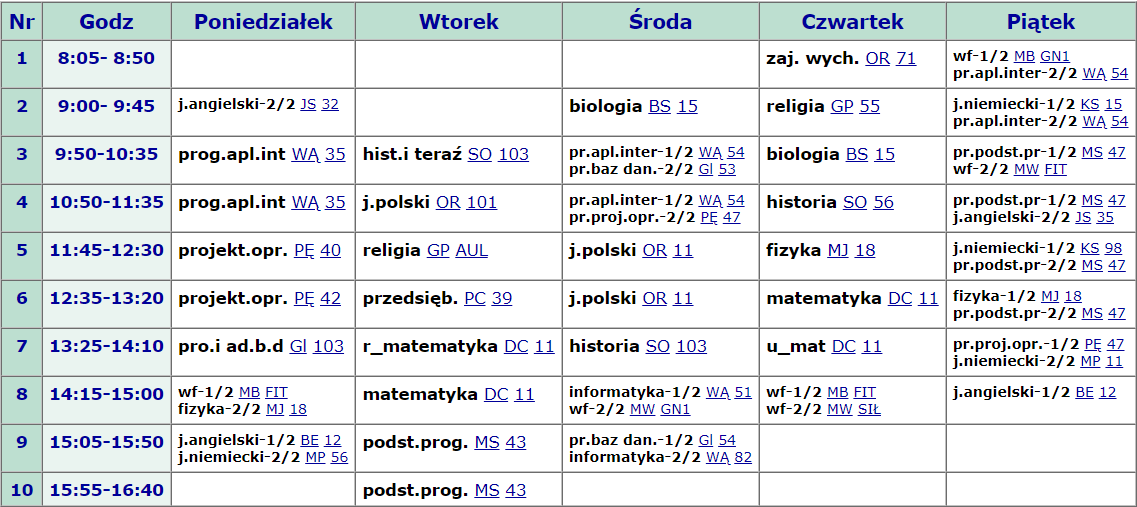 Nr Godz Poniedziałek Wtorek Środa Czwartek Piątek
1 8:05- 8:50 zaj. wych. OR 71 wf-1/2 MB GN1
pr.apl.inter-2/2 WĄ 54
2 9:00- 9:45 j.angielski-2/2 JS 32 biologia BS 15 religia GP 55 j.niemiecki-1/2 KS 15
pr.apl.inter-2/2 WĄ 54
3 9:50-10:35 prog.apl.int WĄ 35 hist.i teraź SO 103 pr.apl.inter-1/2 WĄ 54 biologia BS 15 pr.podst.pr-1/2 MS 47
pr.baz dan.-2/2 Gl 53 wf-2/2 MW FIT
4 10:50-11:35 prog.apl.int WĄ 35 j.polski OR 101 pr.apl.inter-1/2 WĄ 54 historia SO 56 pr.podst.pr-1/2 MS 47
pr.proj.opr.-2/2 PĘ 47 j.angielski-2/2 JS 35
5 11:45-12:30 projekt.opr. PĘ 40 religia GP AUL j.polski OR 11 fizyka MJ 18 j.niemiecki-1/2 KS 98
pr.podst.pr-2/2 MS 47
6 12:35-13:20 projekt.opr. PĘ 42 przedsięb. PC 39 j.polski OR 11 matematyka DC 11 fizyka-1/2 MJ 18
pr.podst.pr-2/2 MS 47
7 13:25-14:10 pro.i ad.b.d Gl 103 r_matematyka DC 11 historia SO 103 u_mat DC 11 pr.proj.opr.-1/2 PĘ 47
j.niemiecki-2/2 MP 11
8 14:15-15:00 wf-1/2 MB FIT matematyka DC 11 informatyka-1/2 WĄ 51 wf-1/2 MB FIT j.angielski-1/2 BE 12
fizyka-2/2 MJ 18 wf-2/2 MW GN1 wf-2/2 MW SIŁ
9 15:05-15:50 j.angielski-1/2 BE 12 podst.prog. MS 43 pr.baz dan.-1/2 Gl 54
j.niemiecki-2/2 MP 56 informatyka-2/2 WĄ 82
10 15:55-16:40 podst.prog. MS 43